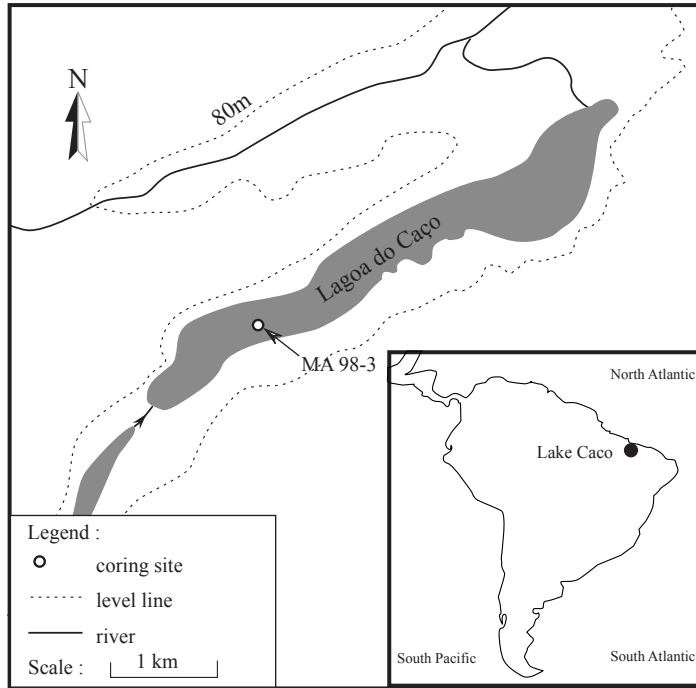 N
80m
Lagoa do Caço
MA 98-3
North Atlantic
Lake Caco
South Pacific
South Atlantic
Legend :
coring site
level line
river
Scale :
1 km